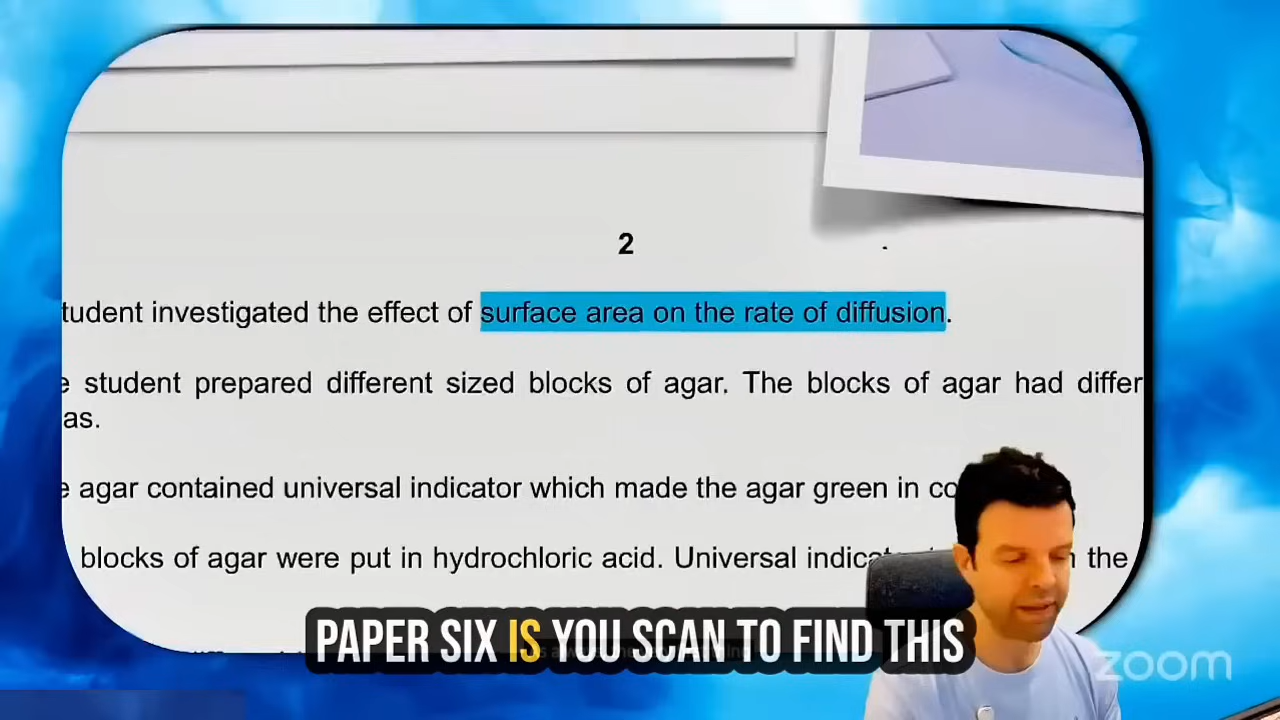 2
tudent investigated the effect of surface area on the rate of diffusion.
e student prepared different sized blocks of agar. The blocks of agar had differ
as.
e agar contained universal indicator which made the agar green in co
blocks of agar were put in hydrochloric acid. Universal indicat the
PAPER SIX IS YOU SCAN TO FIND THIS
zoom